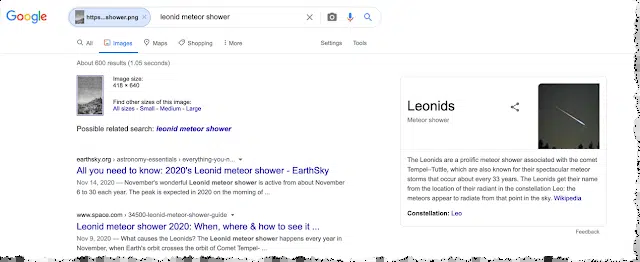 Google
https...shower.png × leonid meteor shower
All Images Maps Shopping More Settings Tools
About 600 results (1.05 seconds)
Image size:
418 × 640
Find other sizes of this image:
All sizes - Small - Medium - Large
Possible related search: leonid meteor shower
earthsky.org › astronomy-essentials › everything-you-n...
All you need to know: 2020's Leonid meteor shower - EarthSky
Nov 14, 2020 — November's wonderful Leonid meteor shower is active from about November
6 to 30 each year. The peak is expected in 2020 on the morning of ...
www.space.com › 34500-leonid-meteor-shower-guide
Leonid meteor shower 2020: When, where & how to see it ...
Nov 9, 2020 — What causes the Leonids? The Leonid meteor shower happens every year in
November, when Earth's orbit crosses the orbit of Comet Tempel- ...
Leonids
Meteor shower
The Leonids are a prolific meteor shower associated with the comet
Tempel–Tuttle, which are also known for their spectacular meteor
storms that occur about every 33 years. The Leonids get their name
from the location of their radiant in the constellation Leo: the
meteors appear to radiate from that point in the sky. Wikipedia
Constellation: Leo
Feedback